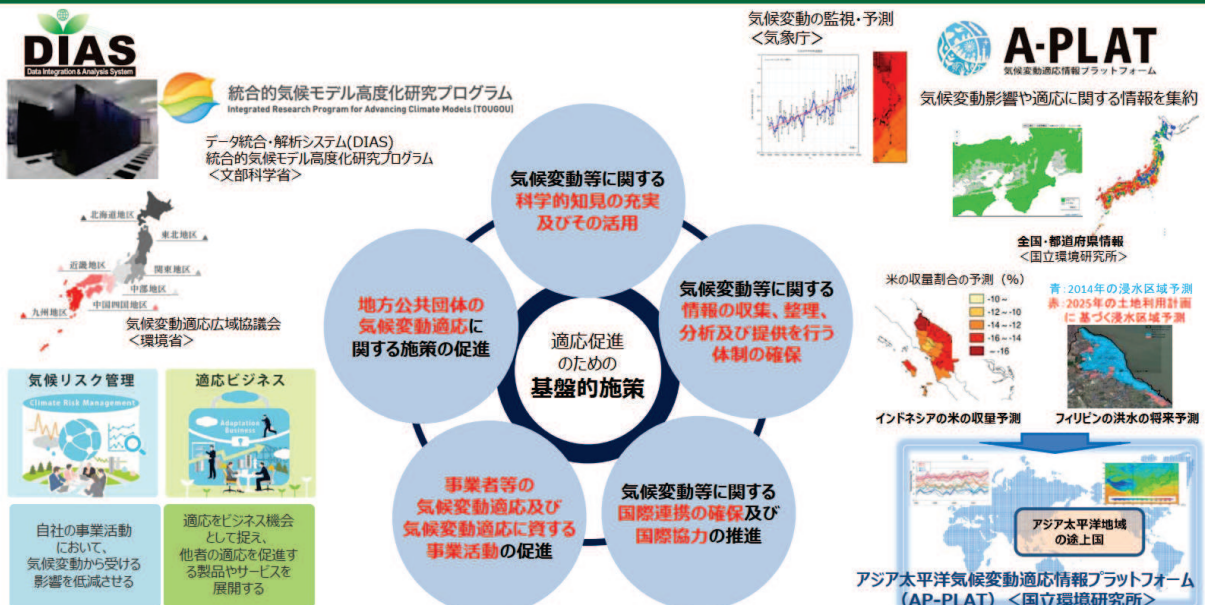 DIAS
Data Integration & Analysis System
統合的気候モデル高度化研究プログラム
Integrated Research Program for Advancing Climate Models (TOUGOU)
データ統合・解析システム(DIAS)
統合的気候モデル高度化研究プログラム
<文部科学省>
北海道地区
東北地区
近畿地区
関東地区
中部地区
中国四国地区
九州地区
気候変動適応広域協議会
<環境省>
気候リスク管理
Climate Risk Management
自社の事業活動
において、
気候変動から受ける
影響を低減させる
適応ビジネス
Adaptation
Business
適応をビジネス機会
として捉え、
他者の適応を促進す
る製品やサービスを
展開する
気候変動等に関する
科学的知見の充実
及びその活用
地方公共団体の
気候変動適応に
関する施策の促進
適応促進
のための
基盤的施策
気候変動等に関する
情報の収集、整理、
分析及び提供を行う
体制の確保
事業者等の
気候変動適応及び
気候変動適応に資する
事業活動の促進
気候変動等に関する
国際連携の確保及び
国際協力の推進
気候変動の監視・予測
<気象庁>
A-PLAT
気候変動適応情報プラットフォーム
気候変動影響や適応に関する情報を集約
全国・都道府県情報
<国立環境研究所>
米の収量割合の予測 (%)
-10 ~
-12 ~ -10
-14 ~ -12
-16 ~ -14
~ -16
インドネシアの米の収量予測
青：2014年の浸水区域予測
赤：2025年の土地利用計画
に基づく浸水区域予測
フィリピンの洪水の将来予測
アジア太平洋地域
の途上国
アジア太平洋気候変動適応情報プラットフォーム
(AP-PLAT) <国立環境研究所>